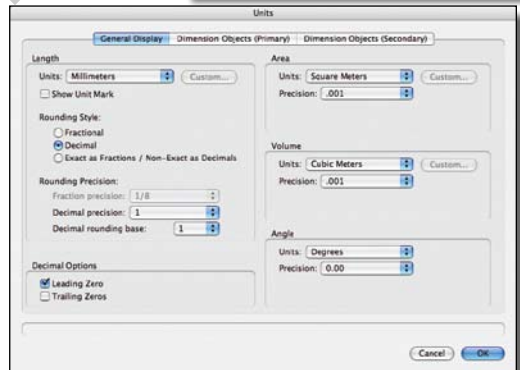 Units
General Display Dimension Objects (Primary) Dimension Objects (Secondary)
Length
Units: Millimeters Custom...
Show Unit Mark
Rounding Style:
Fractional
Decimal
Exact as Fractions / Non-Exact as Decimals
Rounding Precision:
Fraction precision: 1/8
Decimal precision: 1
Decimal rounding base: 1
Decimal Options
Leading Zero
Trailing Zeros
Area
Units: Square Meters Custom...
Precision: .001
Volume
Units: Cubic Meters Custom...
Precision: .001
Angle
Units: Degrees
Precision: 0.00
Cancel OK